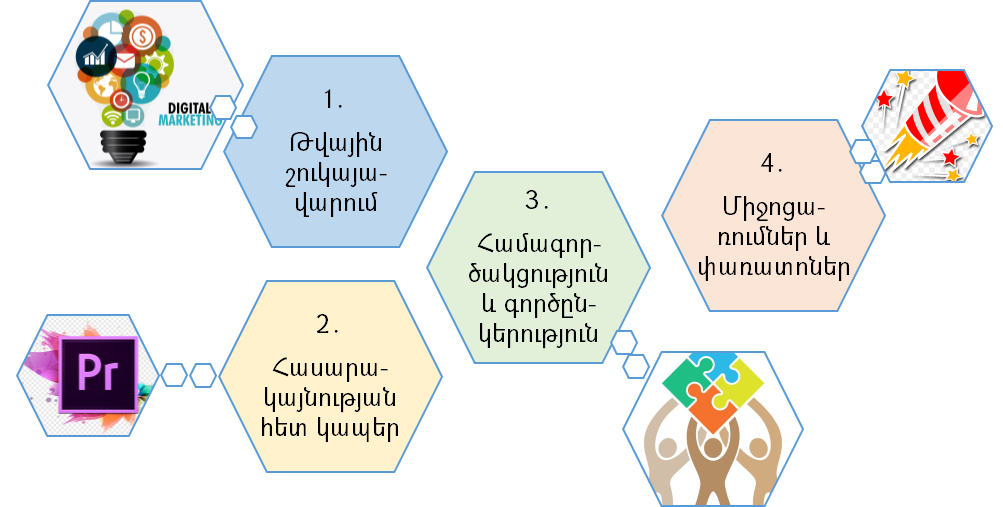 DIGITAL
MARKETING
1.
Թվային
շուկայա-
վարում
Pr
2.
Հասարա-
կայնության
հետ կապեր
3.
Համագոր-
ծակցություն
և գործըն-
կերություն
4.
Միջոցա-
ռումներ և
փառատոներ